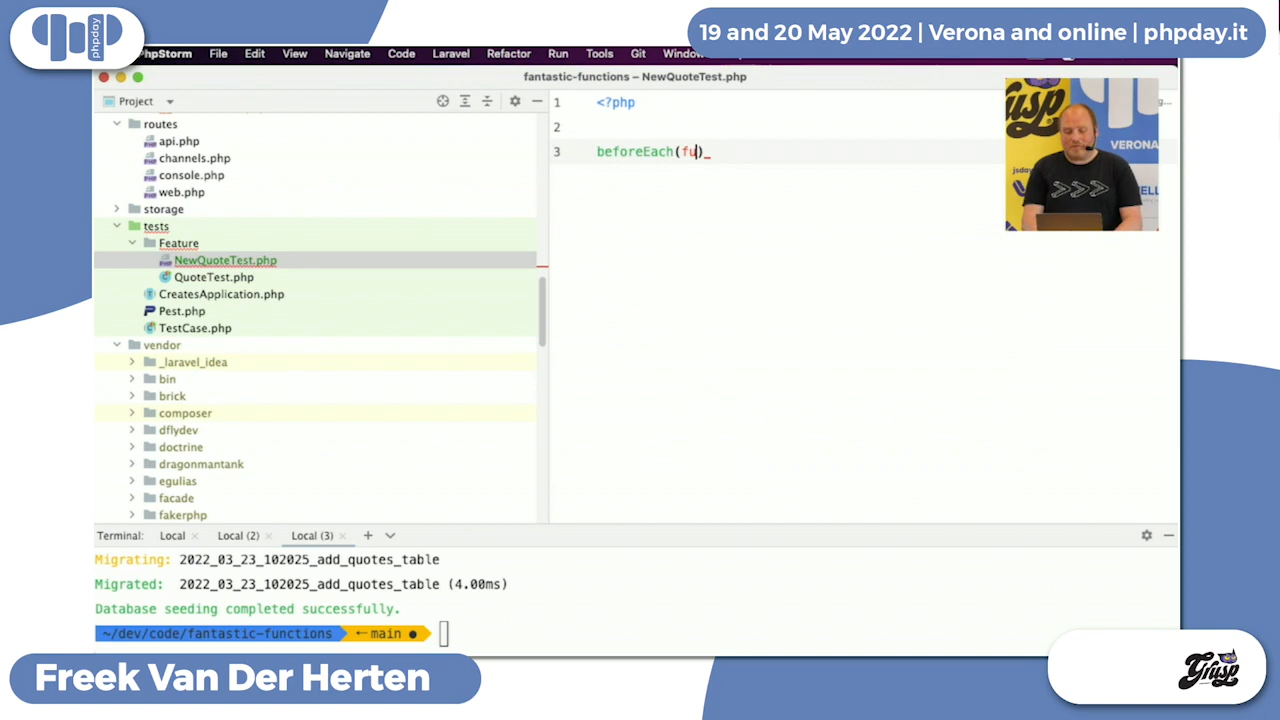 phpday
19 and 20 May 2022 | Verona and online | phpday.it
PhpStorm File Edit View Navigate Code Laravel Refactor Run Tools Git Window
fantastic-functions – NewQuoteTest.php
Project
routes
api.php
channels.php
console.php
web.php
storage
tests
Feature
NewQuoteTest.php
QuoteTest.php
CreatesApplication.php
Pest.php
TestCase.php
vendor
_laravel_idea
bin
brick
composer
dflydev
doctrine
dragonmantank
egulias
facade
fakerphp
1 <?php
2
3 beforeEach(fu)
Grusp
VERONA
jsday
>>>
Terminal: Local Local (2) Local (3)
Migrating: 2022_03_23_102025_add_quotes_table
Migrated: 2022_03_23_102025_add_quotes_table (4.00ms)
Database seeding completed successfully.
~/dev/code/fantastic-functions ←main ●
Freek Van Der Herten
Grusp